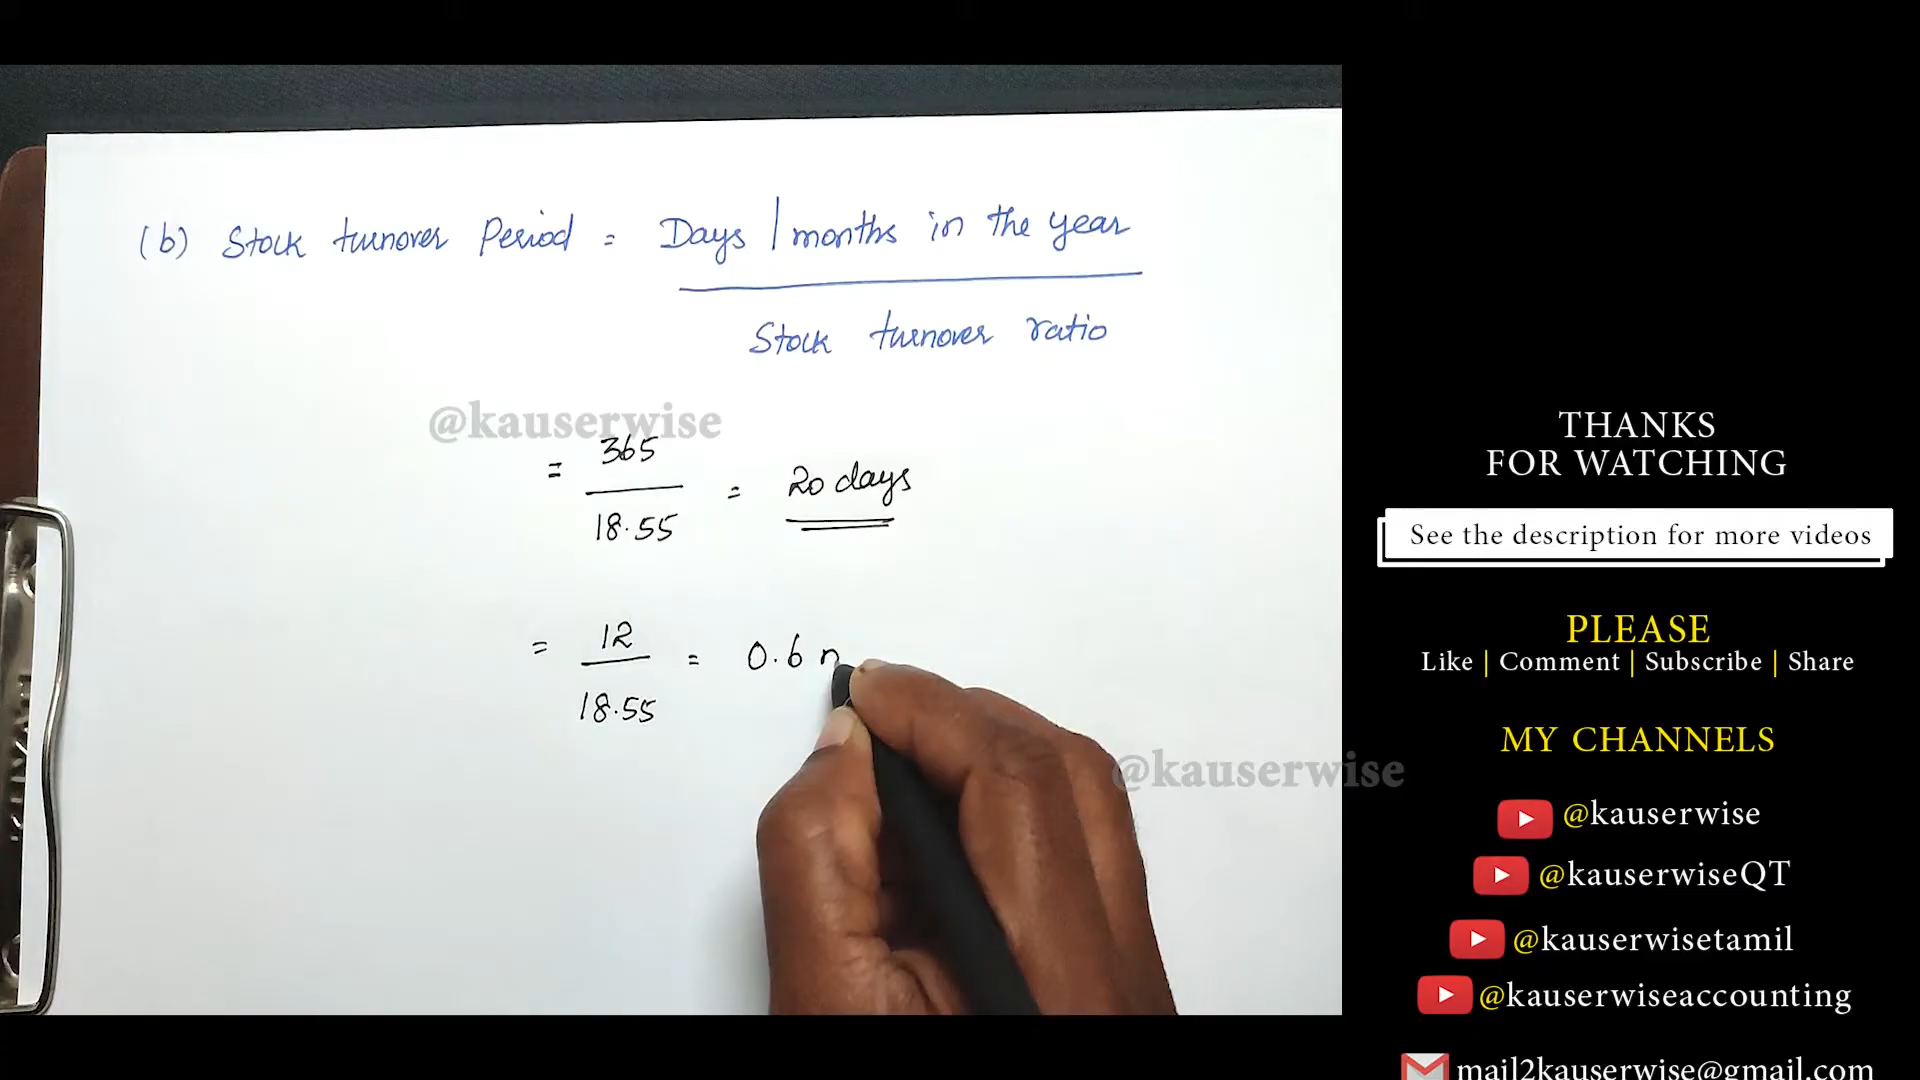 (b) Stock turnover Period = Days / months in the year
Stock turnover ratio
@kauserwise
= 365
18.55
= 20 days
= 12
18.55
= 0.6 n
@kauserwise
THANKS
FOR WATCHING
See the description for more videos
PLEASE
Like | Comment | Subscribe | Share
MY CHANNELS
@kauserwise
@kauserwiseQT
@kauserwisetamil
@kauserwiseaccounting
mail2kauserwise@gmail.com